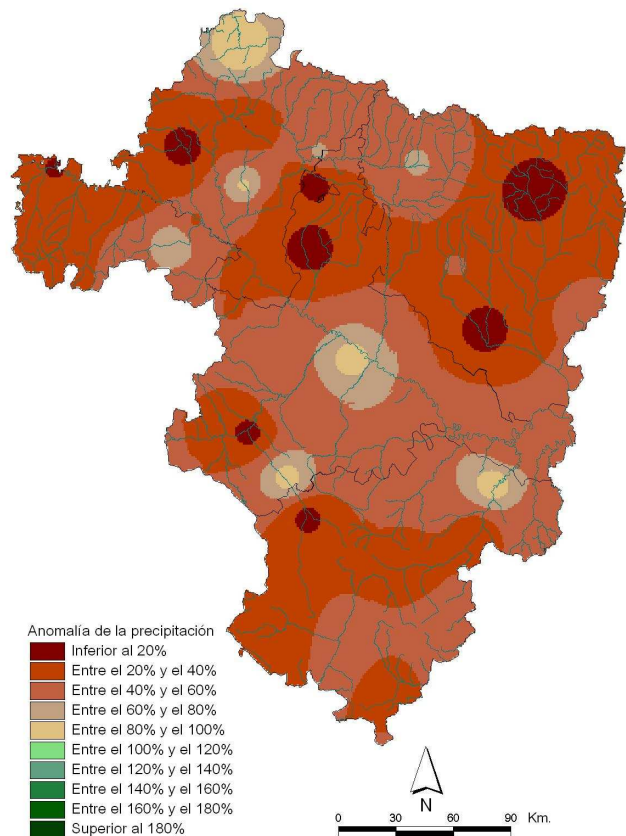 Anomalía de la precipitación
Inferior al 20%
Entre el 20% y el 40%
Entre el 40% y el 60%
Entre el 60% y el 80%
Entre el 80% y el 100%
Entre el 100% y el 120%
Entre el 120% y el 140%
Entre el 140% y el 160%
Entre el 160% y el 180%
Superior al 180%
N
0 30 60 90 Km.